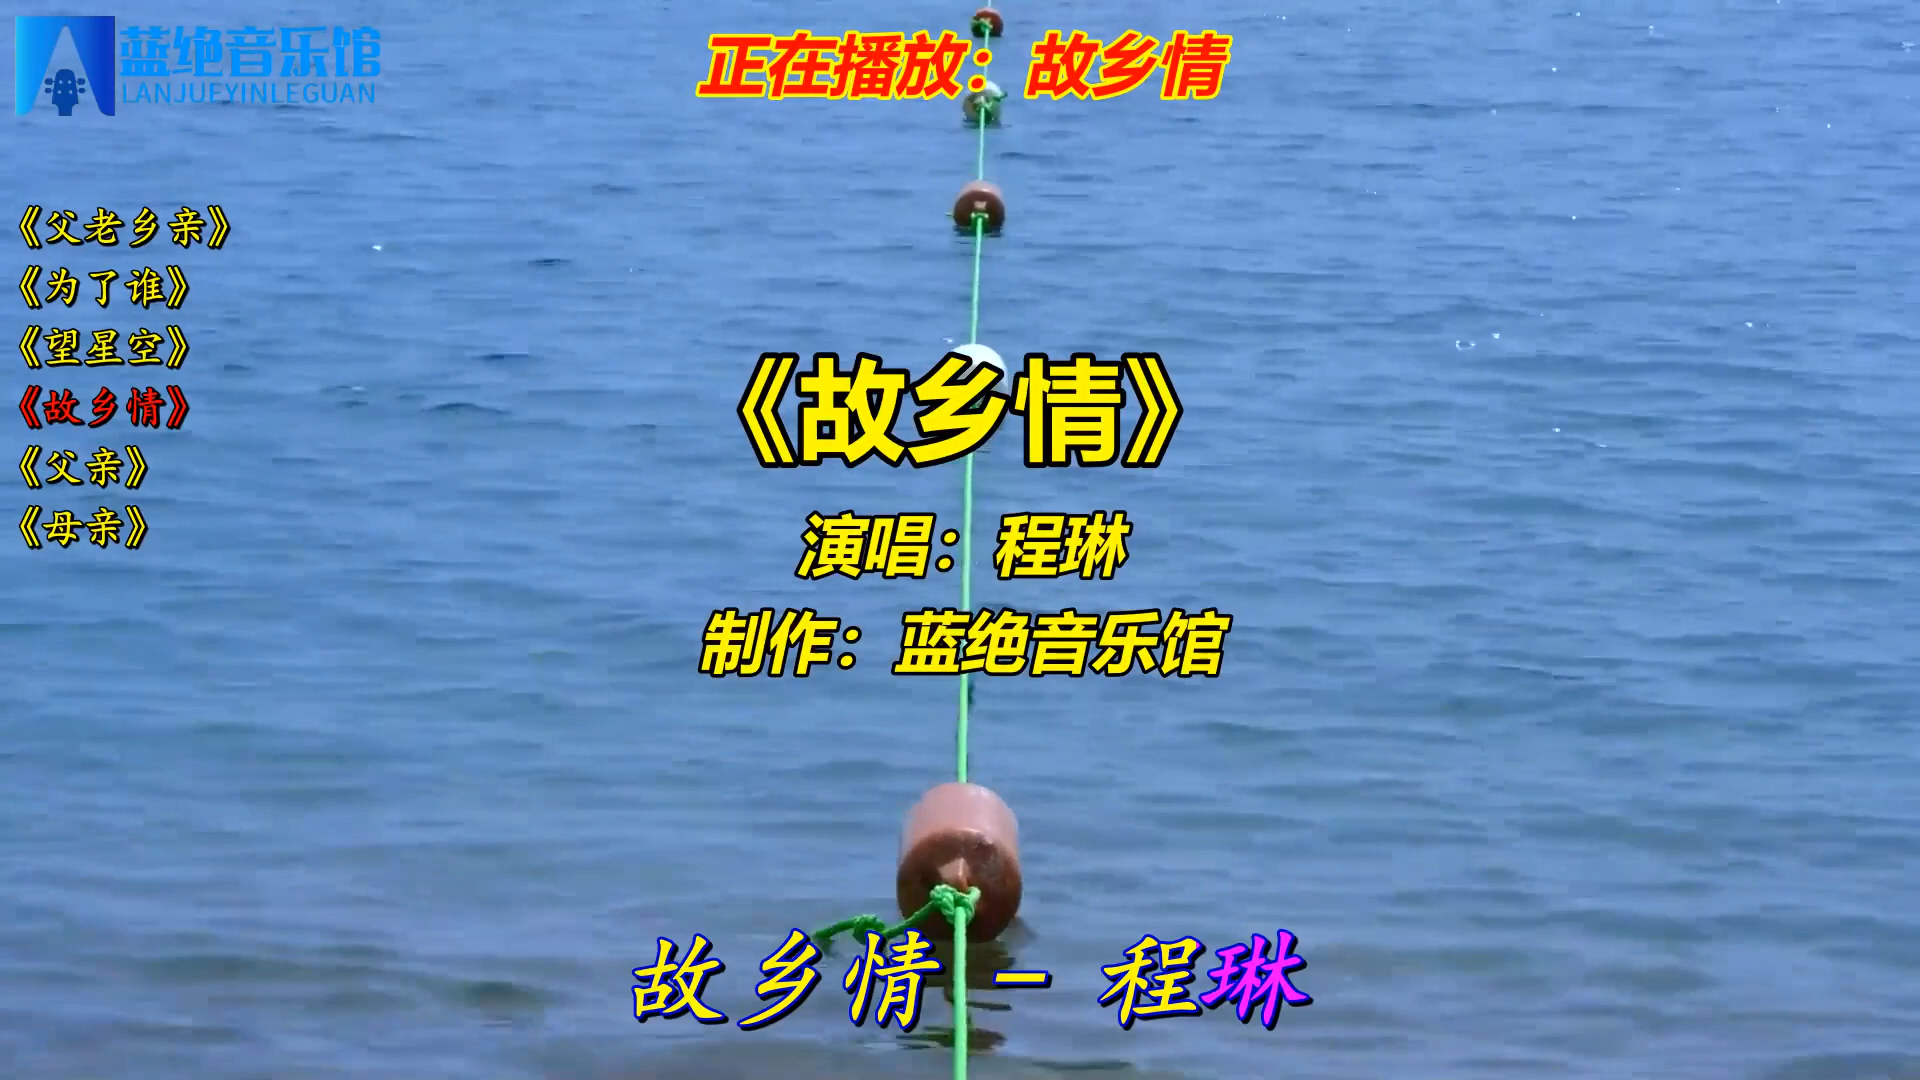 蓝绝音乐馆
LANJUEYINLEGUAN
正在播放：故乡情
《父老乡亲》
《为了谁》
《望星空》
《故乡情》
《父亲》
《母亲》
《故乡情》
演唱：程琳
制作：蓝绝音乐馆
故乡情 - 程琳